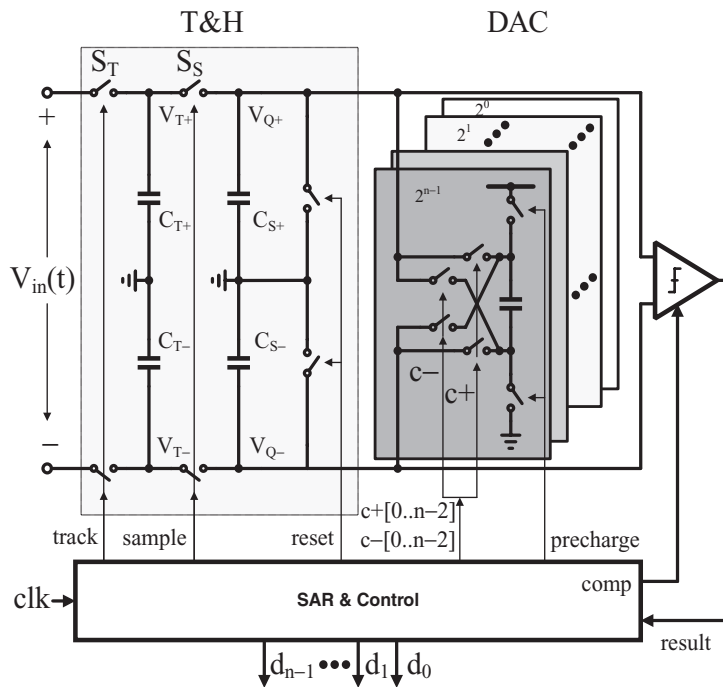 T&H DAC
S_T S_S
+ V_T+ V_Q+ 2^0
2^1
2^n−1
C_T+ C_S+
V_in(t)
C_T− C_S−
c− c+
− V_T− V_Q−
c+[0..n−2]
track sample reset c−[0..n−2] precharge
comp
clk SAR & Control
result
d_n−1 d_1 d_0